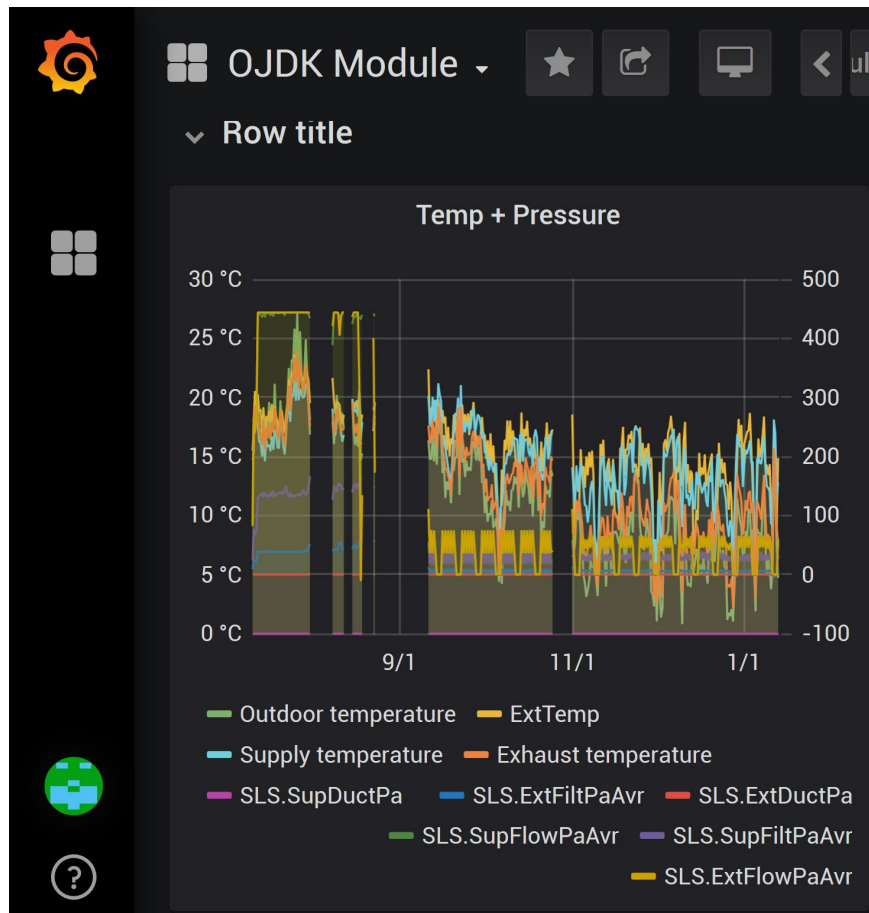 OJDK Module
Row title
Temp + Pressure
30 °C 500
25 °C 400
20 °C 300
15 °C 200
10 °C 100
5 °C 0
0 °C -100
9/1 11/1 1/1
Outdoor temperature ExtTemp
Supply temperature Exhaust temperature
SLS.SupDuctPa SLS.ExtFiltPaAvr SLS.ExtDuctPa
SLS.SupFlowPaAvr SLS.SupFiltPaAvr
SLS.ExtFlowPaAvr
?